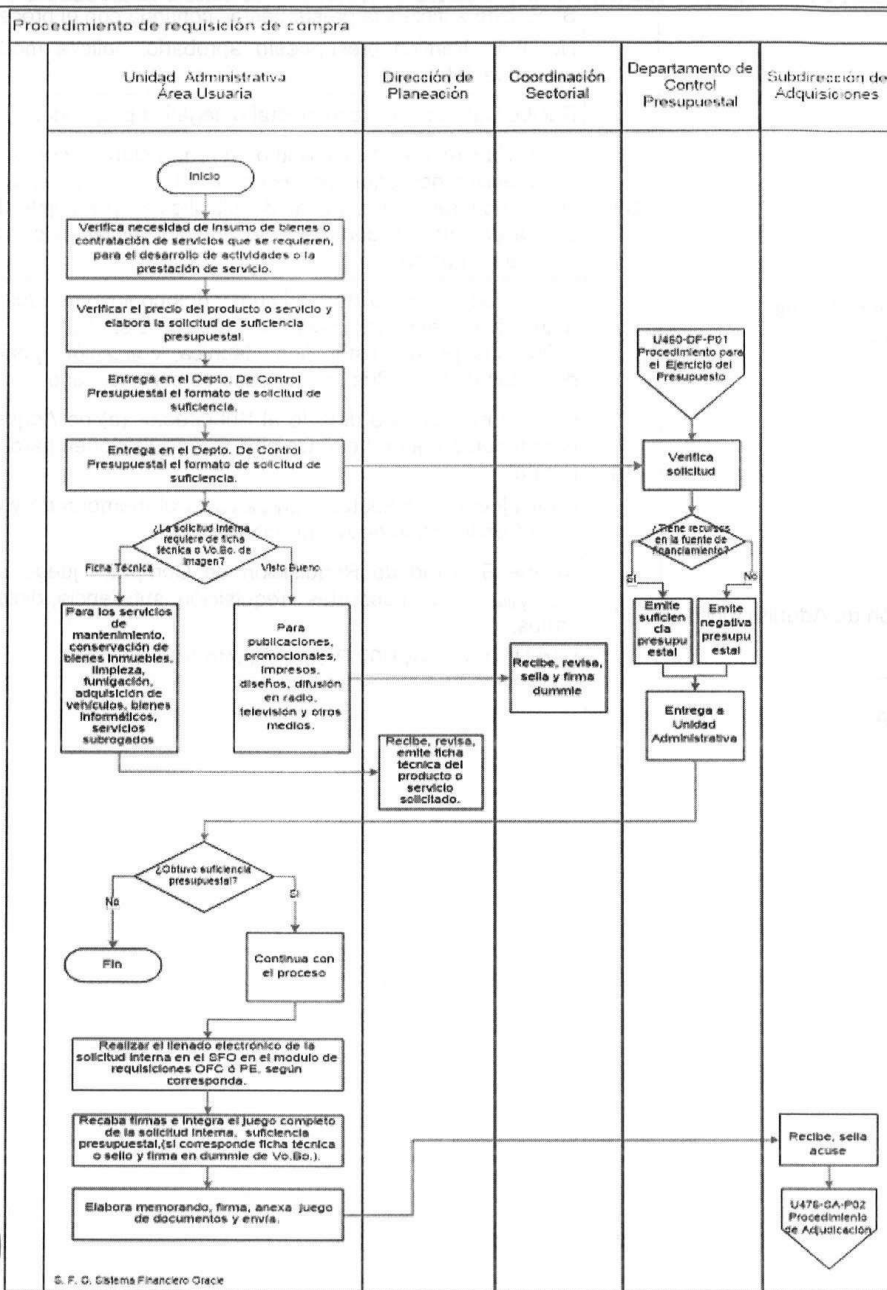 Procedimiento de requisición de compra
Unidad Administrativa
Área Usuaria
Dirección de
Planeación
Coordinación
Sectorial
Departamento de
Control
Presupuestal
Subdirección de
Adquisiciones
Inicio
Verifica necesidad de insumo de bienes o
contratación de servicios que se requieren,
para el desarrollo de actividades o la
prestación de servicio.
Verificar el precio del producto o servicio y
elabora la solicitud de suficiencia
presupuestal.
Entrega en el Depto. De Control
Presupuestal el formato de solicitud de
suficiencia.
Entrega en el Depto. De Control
Presupuestal el formato de solicitud de
suficiencia.
U460-DF-P01
Procedimiento para
el Ejercicio del
Presupuesto
Verifica
solicitud
¿La solicitud interna
requiere de ficha
técnica o Vo.Bo. de
imagen?
Ficha Técnica
Visto Bueno
¿Tiene recursos
en la fuente de
financiamiento?
Si
No
Para los servicios
de
mantenimiento,
conservación de
bienes inmuebles,
limpieza,
fumigación,
adquisición de
vehículos, bienes
informáticos,
servicios
subrogados
Para
publicaciones,
promocionales,
impresos,
diseños, difusión
en radio,
televisión y otros
medios.
Recibe, revisa,
sella y firma
dummie
Emite
suficien
cia
presupu
estal
Emite
negativa
presupu
estal
Entrega a
Unidad
Administrativa
Recibe, revisa,
emite ficha
técnica del
producto o
servicio
solicitado.
¿Obtuvo suficiencia
presupuestal?
No
Si
Fin
Continua con
el proceso
Realizar el llenado electrónico de la
solicitud interna en el SFO en el modulo de
requisiciones OFC ó PE, según
corresponda.
Recaba firmas e integra el juego completo
de la solicitud interna, suficiencia
presupuestal,(si corresponde ficha técnica
o sello y firma en dummie de Vo.Bo.).
Elabora memorando, firma, anexa juego
de documentos y envía.
Recibe, sella
acuse
U476-SA-P02
Procedimiento
de Adjudicación
S. F. O. Sistema Financiero Oracle